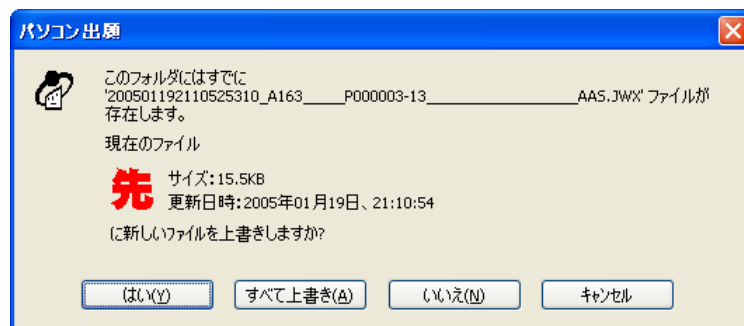 パソコン出願
このフォルダにはすでに
'200501192110525310_A163_____P000003-13__________________AAS.JWX' ファイルが
存在します。
現在のファイル
先
サイズ:15.5KB
更新日時:2005年01月19日、21:10:54
に新しいファイルを上書きしますか?
はい(Y) すべて上書き(A) いいえ(N) キャンセル